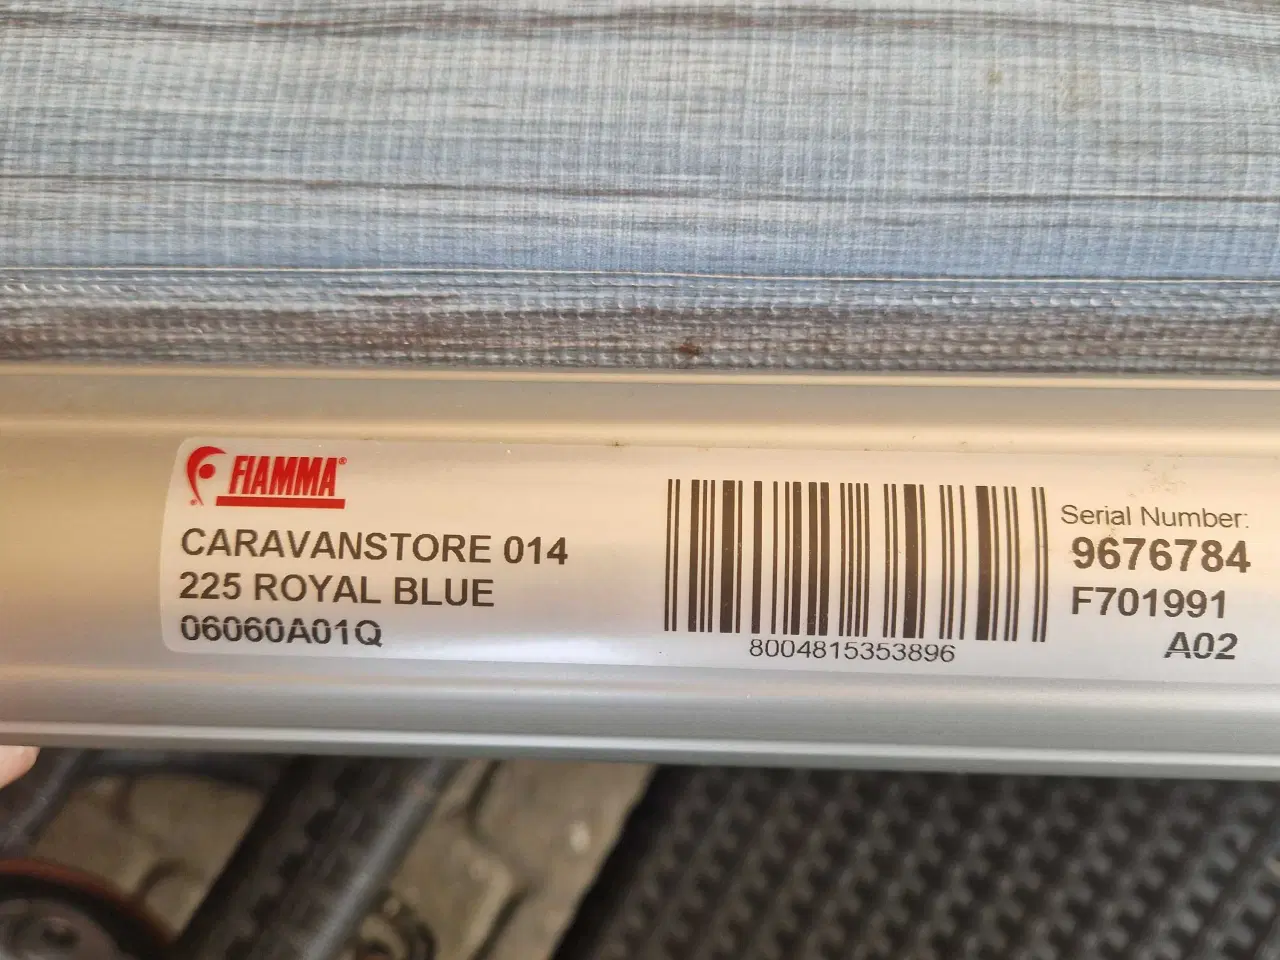 FIAMMA®
CARAVANSTORE 014
225 ROYAL BLUE
06060A01Q
8004815353896
Serial Number:
9676784
F701991
A02